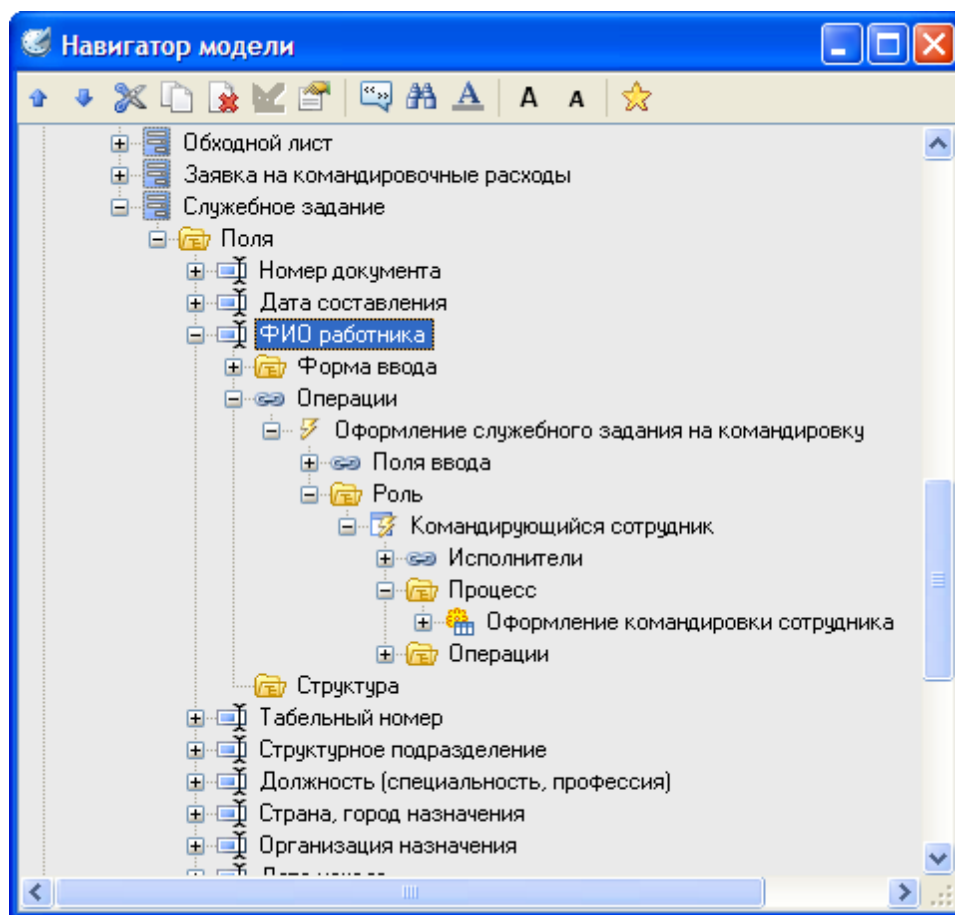 Навигатор модели
A A A
Обходной лист
Заявка на командировочные расходы
Служебное задание
Поля
Номер документа
Дата составления
ФИО работника
Форма ввода
Операции
Оформление служебного задания на командировку
Поля ввода
Роль
Командирующийся сотрудник
Исполнители
Процесс
Оформление командировки сотрудника
Операции
Структура
Табельный номер
Структурное подразделение
Должность (специальность, профессия)
Страна, город назначения
Организация назначения